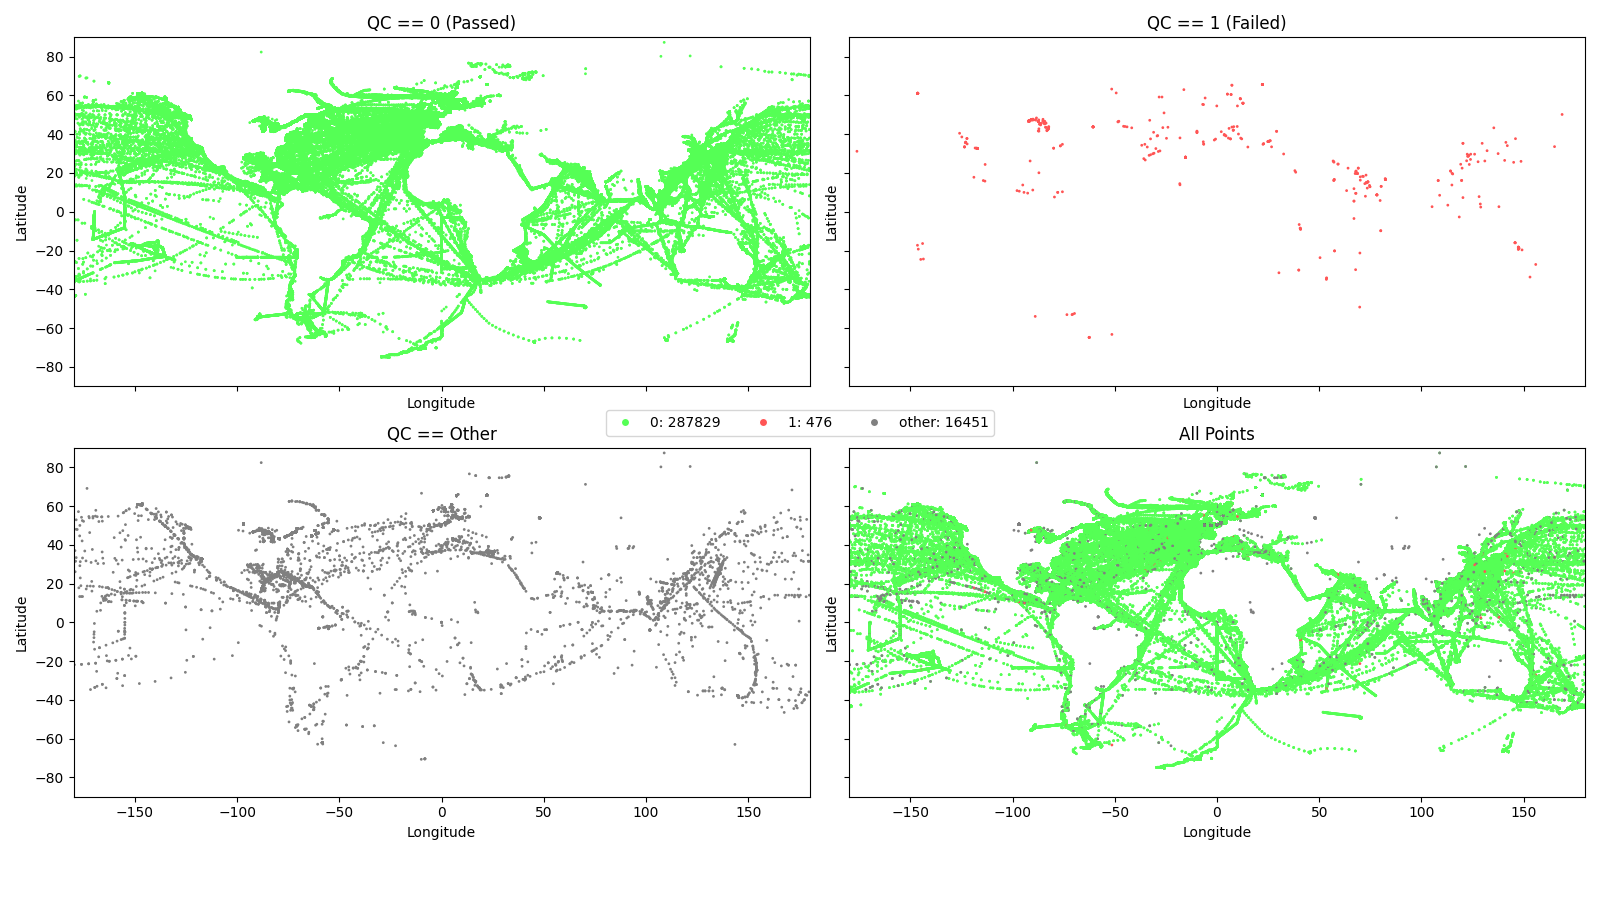 QC == 0 (Passed)
QC == 1 (Failed)
80
60
40
20
0
−20
−40
−60
−80
Latitude
Latitude
Longitude
Longitude
0: 287829 1: 476 other: 16451
QC == Other
All Points
80
60
40
20
0
−20
−40
−60
−80
Latitude
Latitude
−150 −100 −50 0 50 100 150
−150 −100 −50 0 50 100 150
Longitude
Longitude